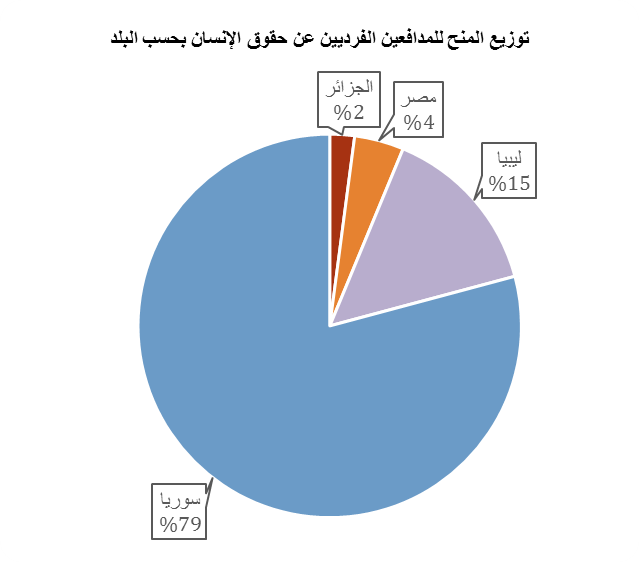 توزيع المنح للمدافعين الفرديين عن حقوق الإنسان بحسب البلد
الجزائر
%2
مصر
%4
ليبيا
%15
سوريا
%79